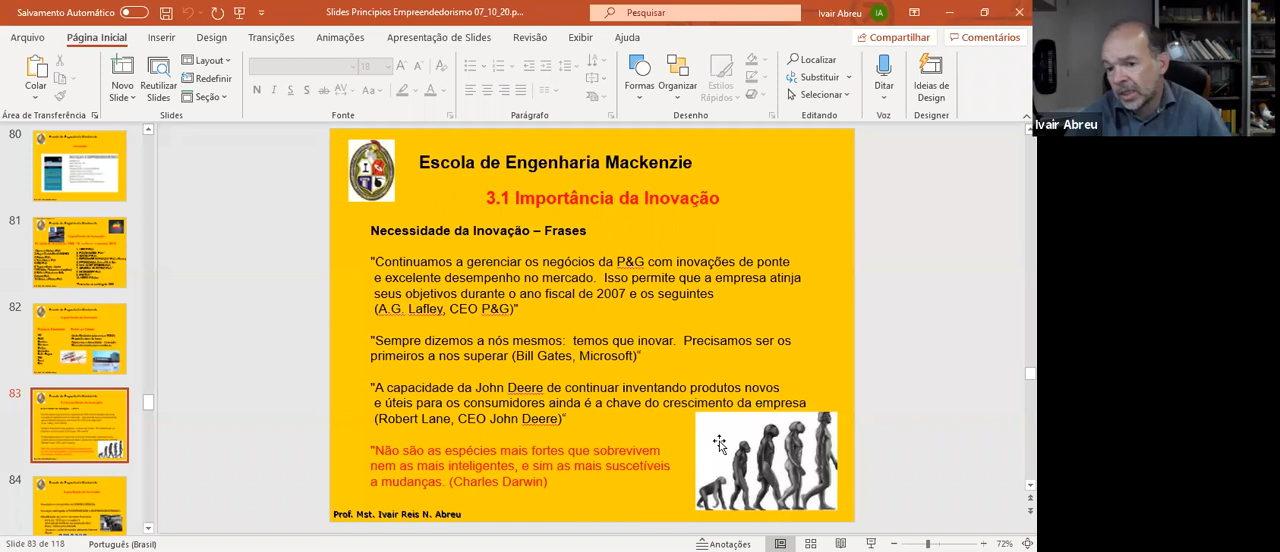 Salvamento Automático
Slides Principios Empreendedorismo 07_10_20.p...
Pesquisar
Ivair Abreu
IA
Arquivo
Página Inicial
Inserir
Design
Transições
Animações
Apresentação de Slides
Revisão
Exibir
Ajuda
Compartilhar
Comentários
Colar
Novo Slide
Reutilizar Slides
Layout
Redefinir
Seção
18
N I S ab AV Aa A
Formas
Organizar
Estilos Rápidos
Localizar
Substituir
Selecionar
Ditar
Ideias de Design
Área de Transferência
Slides
Fonte
Parágrafo
Desenho
Editando
Voz
Designer
Ivair Abreu
80
81
82
83
84
Escola de Engenharia Mackenzie
3.1 Importância da Inovação
Necessidade da Inovação – Frases
"Continuamos a gerenciar os negócios da P&G com inovações de ponte
e excelente desempenho no mercado. Isso permite que a empresa atinja
seus objetivos durante o ano fiscal de 2007 e os seguintes
(A.G. Lafley, CEO P&G)"
"Sempre dizemos a nós mesmos: temos que inovar. Precisamos ser os
primeiros a nos superar (Bill Gates, Microsoft)“
"A capacidade da John Deere de continuar inventando produtos novos
e úteis para os consumidores ainda é a chave do crescimento da empresa
(Robert Lane, CEO John Deere)“
"Não são as espécies mais fortes que sobrevivem
nem as mais inteligentes, e sim as mais suscetíveis
a mudanças. (Charles Darwin)
Prof. Mst. Ivair Reis N. Abreu
Slide 83 de 118
Português (Brasil)
Anotações
72%